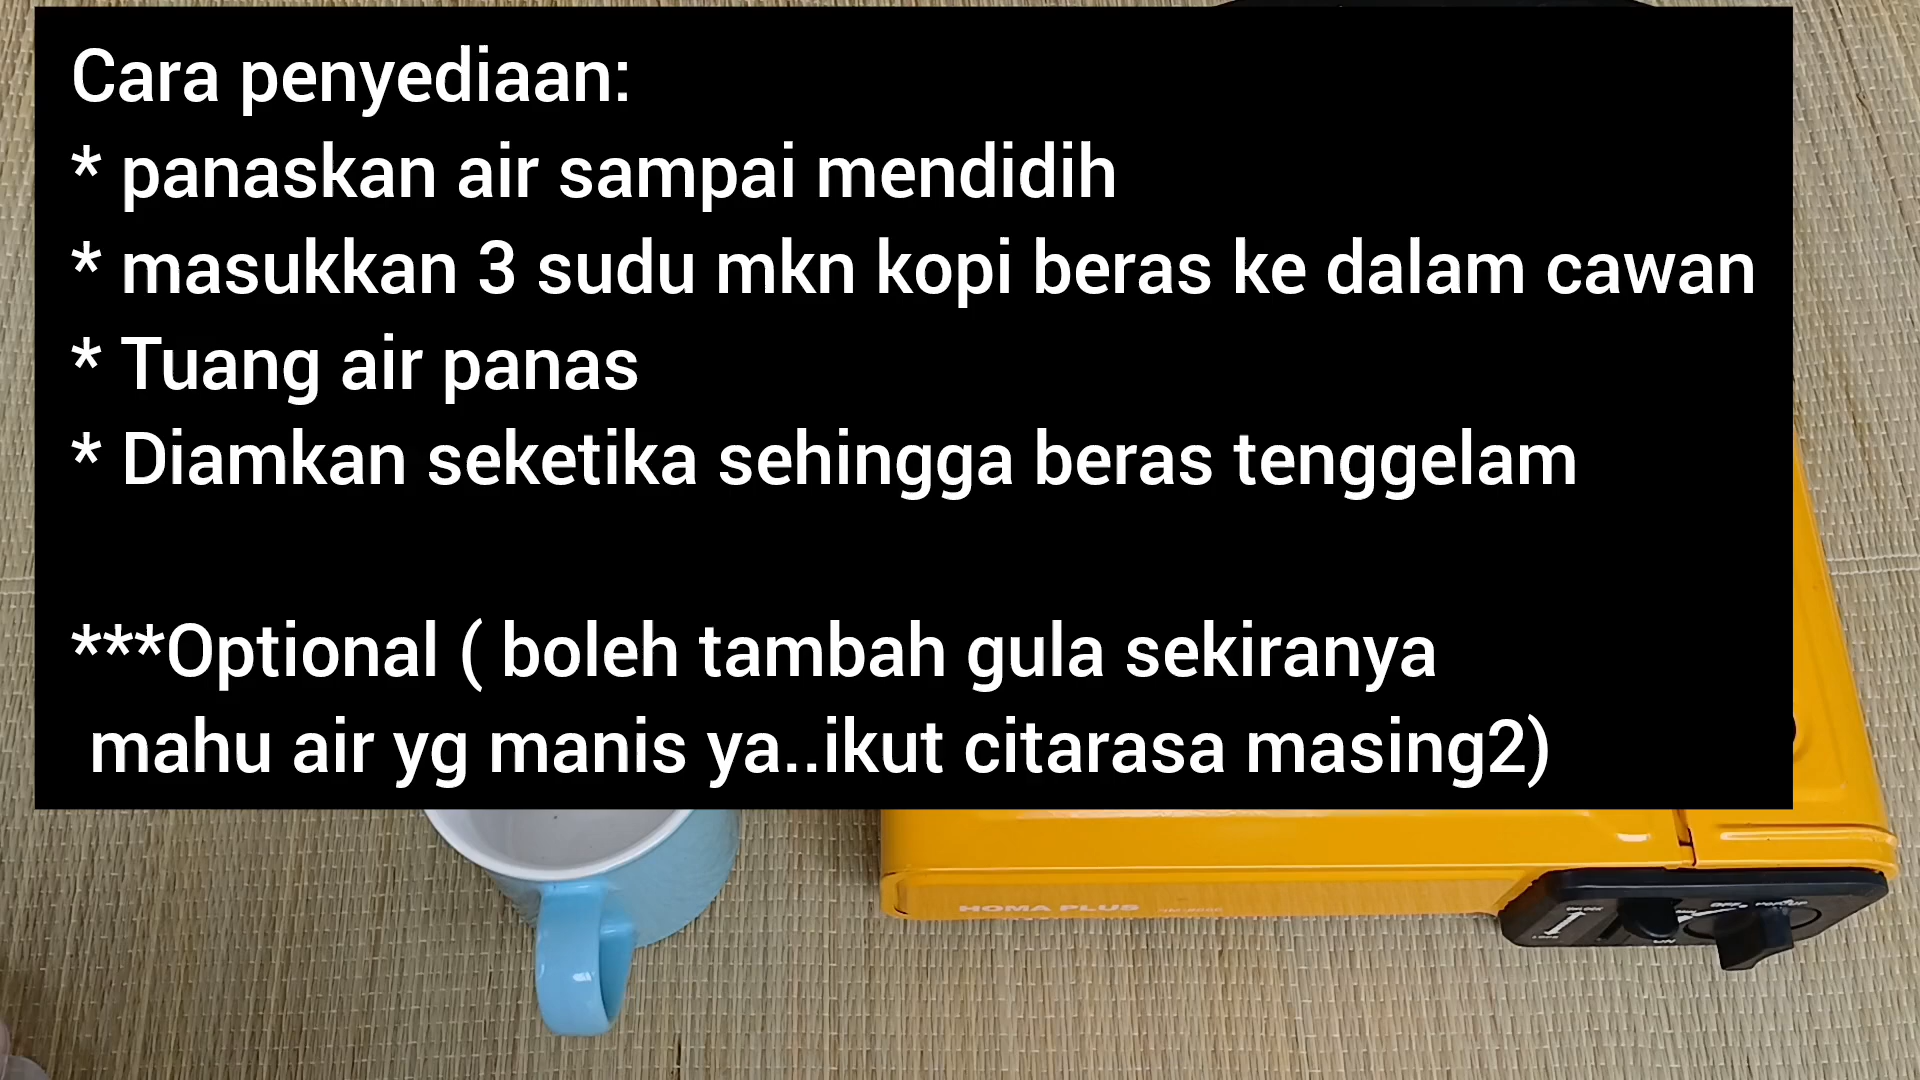 Cara penyediaan:
* panaskan air sampai mendidih
* masukkan 3 sudu mkn kopi beras ke dalam cawan
* Tuang air panas
* Diamkan seketika sehingga beras tenggelam
***Optional ( boleh tambah gula sekiranya
mahu air yg manis ya..ikut citarasa masing2)
HOMA PLUS